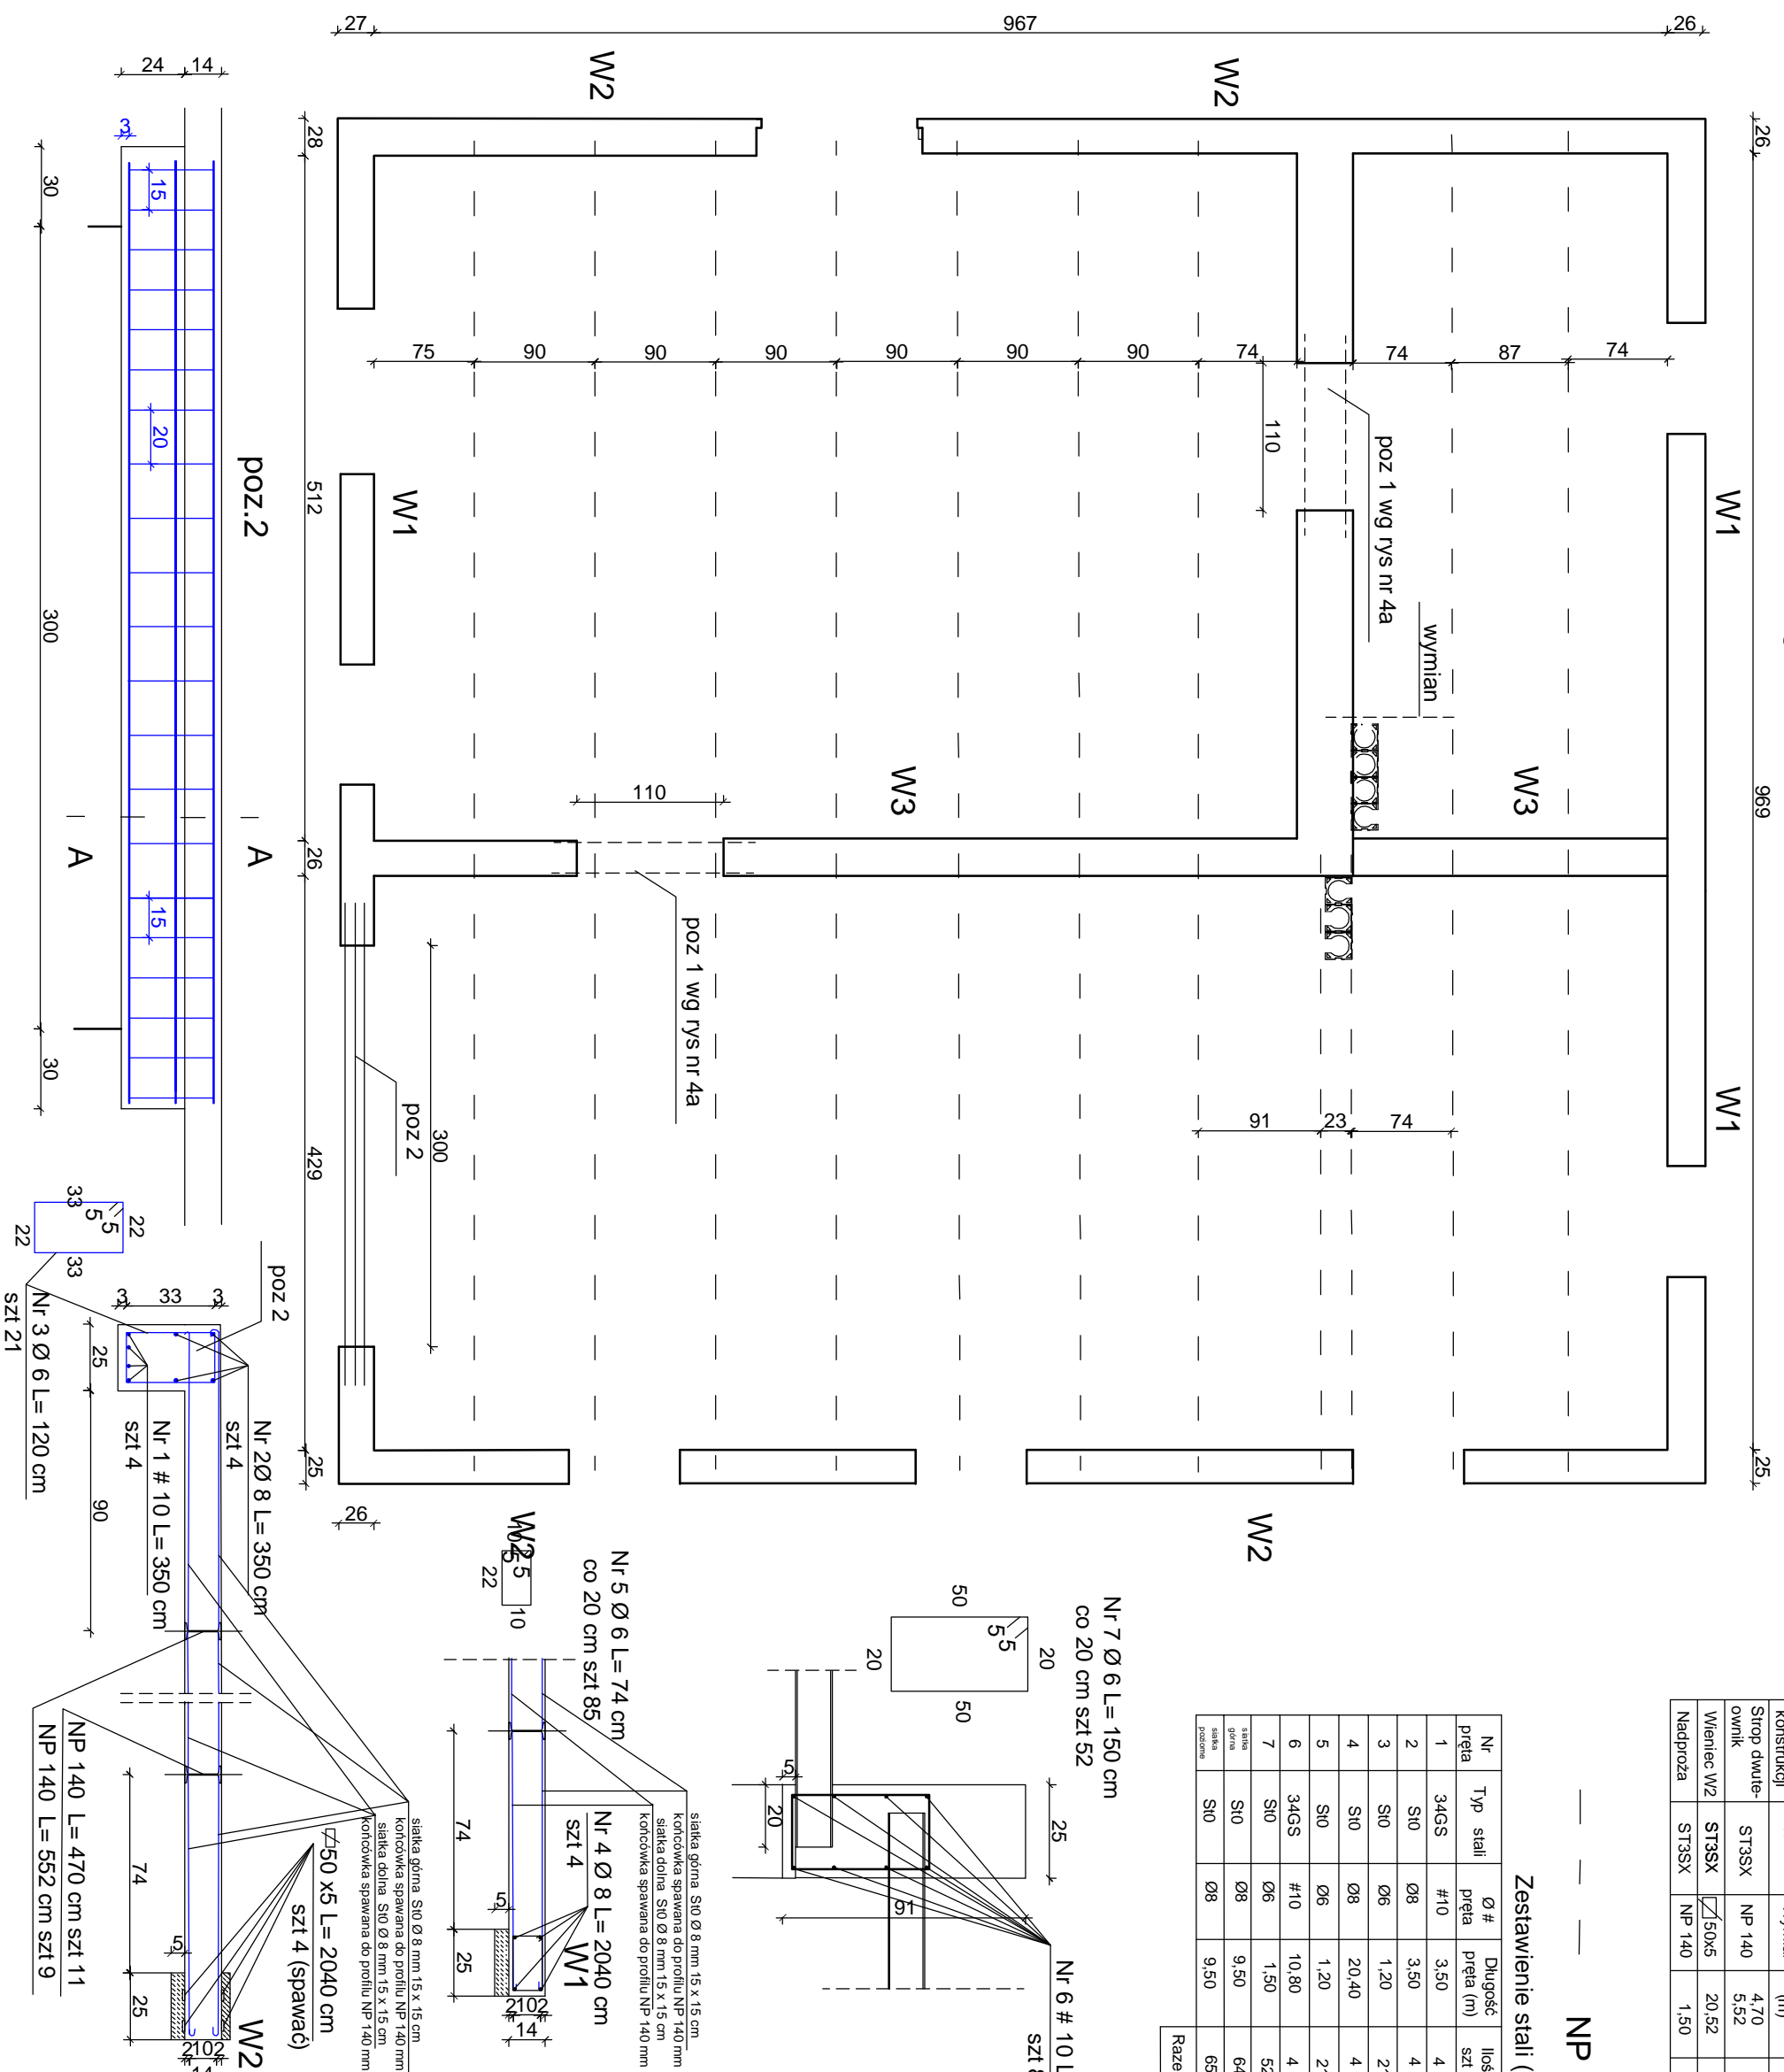 27
967
26
W2
W2
24
14
3
28
26
30
15
75
90
90
90
90
90
90
74
74
87
74
110
poz 1 wg rys nr 4a
20
poz.2
512
W1
W1
wymian
300
110
W3
W3
969
A
A
26
15
poz 1 wg rys nr 4a
30
300
poz 2
429
91
23
74
W1
33
5
5
22
22
33
poz 2
3
33
3
25
90
Nr 3 Ø 6 L= 120 cm
szt 21
Nr 2Ø 8 L= 350 cm
szt 4
Nr 1 # 10 L= 350 cm
szt 4
25
25
26
W2
W2
10
5
5
22
10
Nr 5 Ø 6 L= 74 cm
co 20 cm szt 85
50
5
5
20
20
50
Nr 7 Ø 6 L= 150 cm
co 20 cm szt 52
5
20
25
91
Nr 6 # 10 L
74
5
25
Nr 4 Ø 8 L= 2040 cm
szt 4
W1
2102
14
siatka górna St0 Ø 8 mm 15 x 15 cm
końcówka spawana do profilu NP 140 mm
siatka dolna St0 Ø 8 mm 15 x 15 cm
końcówka spawana do profilu NP 140 mm
siatka górna St0 Ø 8 mm 15 x 15 cm
końcówka spawana do profilu NP 140 mm
siatka dolna St0 Ø 8 mm 15 x 15 cm
końcówka spawana do profilu NP 140 mm
50 x5 L= 2040 cm
szt 4 (spawać)
74
5
25
W2
2102
NP 140 L= 470 cm szt 11
NP 140 L= 552 cm szt 9
konstrukcji
Strop dwute-ownik ST3SX NP 140 4,70 5,52
Wieniec W2 ST3SX 50x5 20,52
Nadproża ST3SX NP 140 1,50
NP
Zestawienie stali (
Nr pręta Typ stali Ø # pręta Długość pręta (m)
1 34GS #10 3,50 4
2 St0 Ø8 3,50 4
3 St0 Ø6 1,20
4 St0 Ø8 20,40 4
5 St0 Ø6 1,20
6 34GS #10 10,80 4
7 St0 Ø6 1,50 52
siatka górna St0 Ø8 9,50 64
siatka poziome St0 Ø8 9,50 65